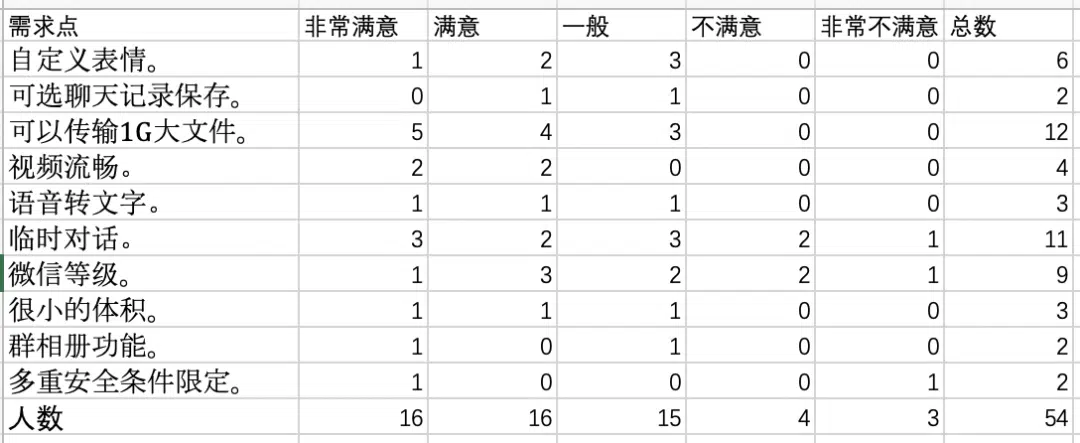 需求点 非常满意 满意 一般 不满意 非常不满意 总数
自定义表情。 1 2 3 0 0 6
可选聊天记录保存。 0 1 1 0 0 2
可以传输1G大文件。 5 4 3 0 0 12
视频流畅。 2 2 0 0 0 4
语音转文字。 1 1 1 0 0 3
临时对话。 3 2 3 2 1 11
微信等级。 1 3 2 2 1 9
很小的体积。 1 1 1 0 0 3
群相册功能。 1 0 1 0 0 2
多重安全条件限定。 1 0 0 0 1 2
人数 16 16 15 4 3 54